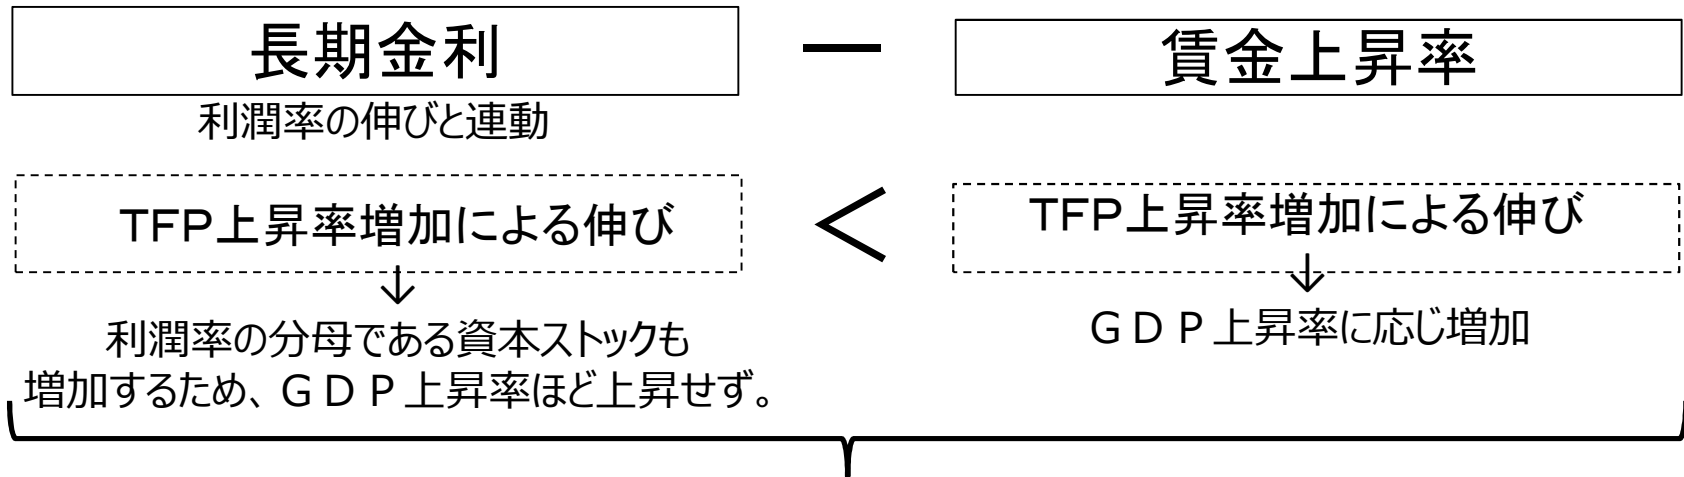 長期金利 － 賃金上昇率
利潤率の伸びと連動
TFP上昇率増加による伸び ＜ TFP上昇率増加による伸び
↓ ↓
利潤率の分母である資本ストックも
増加するため、ＧＤＰ上昇率ほど上昇せず。
ＧＤＰ上昇率に応じ増加